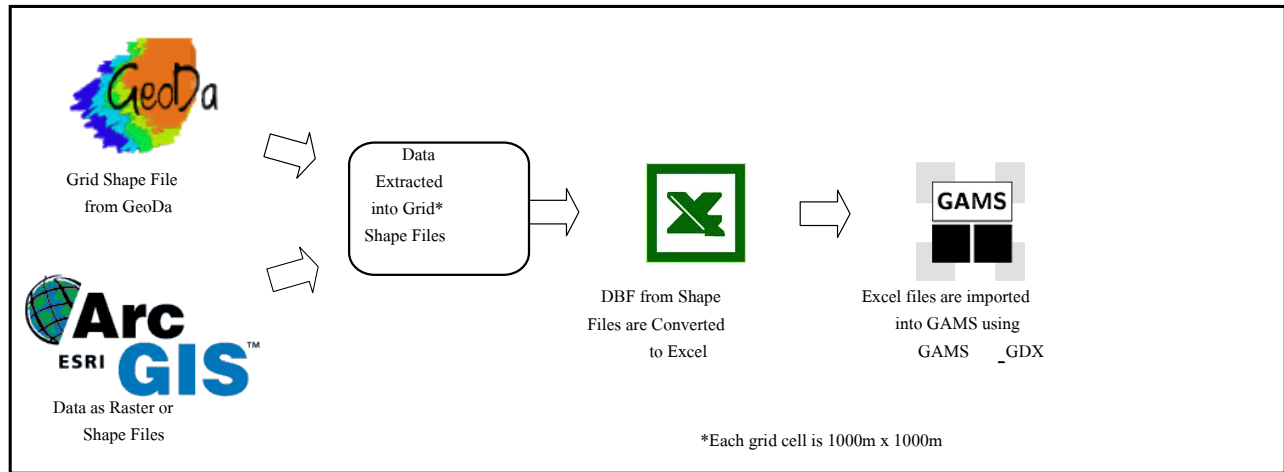 GeoDa
Grid Shape File
from GeoDa
Arc
ESRI
GIS™
Data as Raster or
Shape Files
Data
Extracted
into Grid*
Shape Files
X
DBF from Shape
Files are Converted
to Excel
GAMS
Excel files are imported
into GAMS using
GAMS _GDX
*Each grid cell is 1000m x 1000m